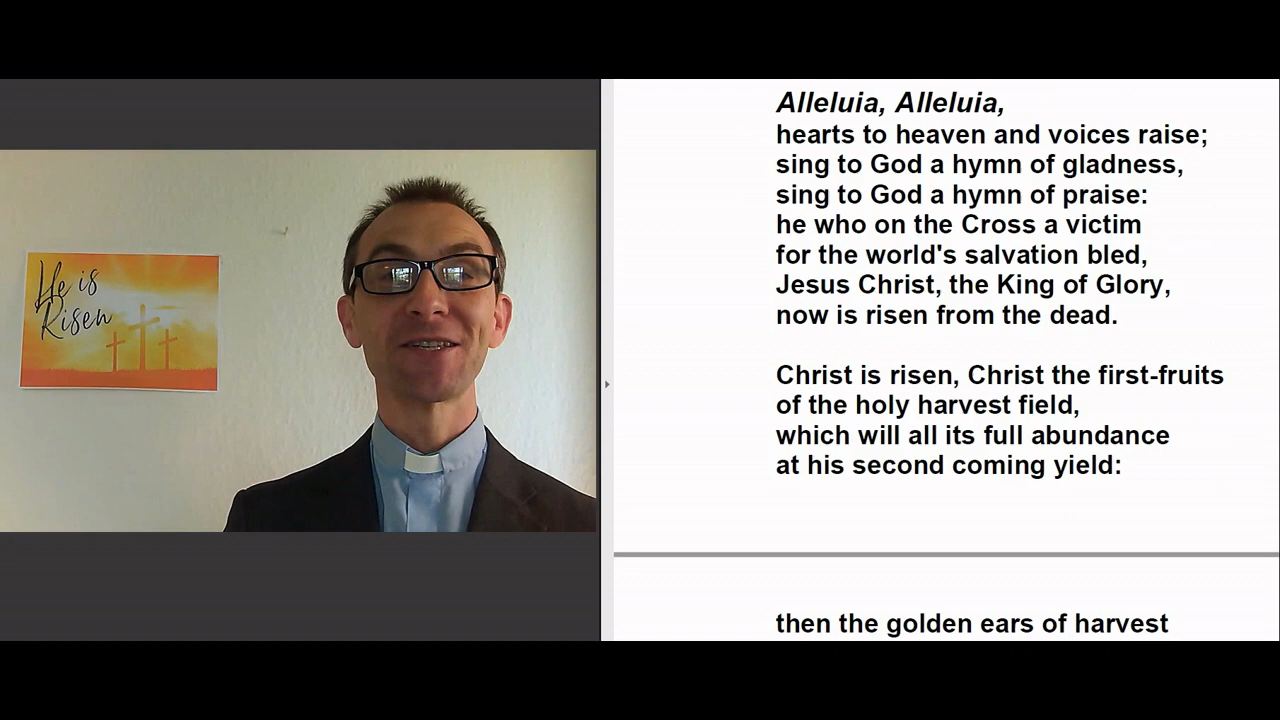 He is
Risen
Alleluia, Alleluia,
hearts to heaven and voices raise;
sing to God a hymn of gladness,
sing to God a hymn of praise:
he who on the Cross a victim
for the world's salvation bled,
Jesus Christ, the King of Glory,
now is risen from the dead.
Christ is risen, Christ the first-fruits
of the holy harvest field,
which will all its full abundance
at his second coming yield:
then the golden ears of harvest